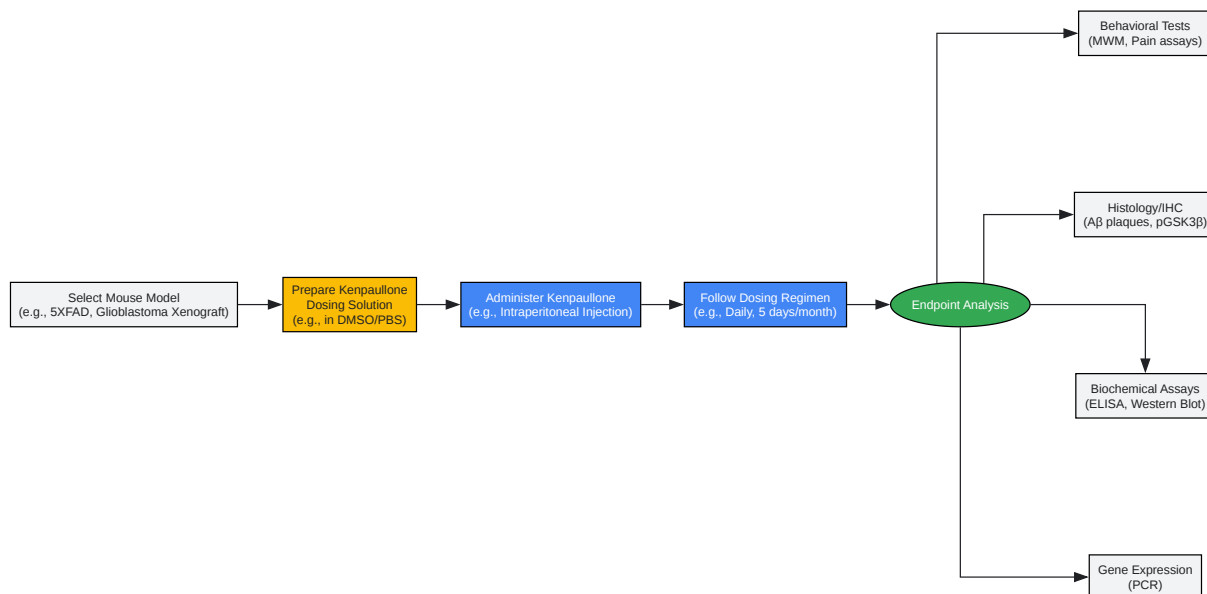 Select Mouse Model
(e.g., 5XFAD, Glioblastoma Xenograft)
Prepare Kenpaullone
Dosing Solution
(e.g., in DMSO/PBS)
Administer Kenpaullone
(e.g., Intraperitoneal Injection)
Follow Dosing Regimen
(e.g., Daily, 5 days/month)
Endpoint Analysis
Behavioral Tests
(MWM, Pain assays)
Histology/IHC
(Aβ plaques, pGSK3β)
Biochemical Assays
(ELISA, Western Blot)
Gene Expression
(PCR)